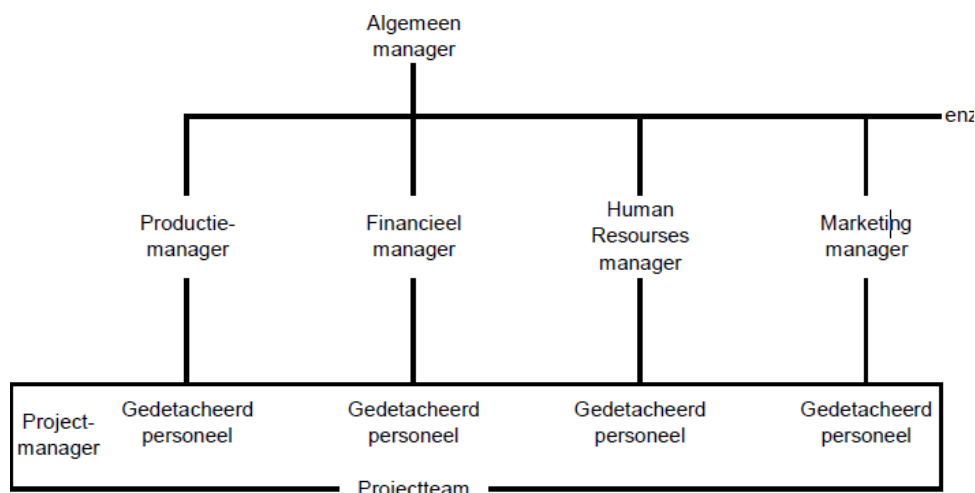 Algemeen
manager
enz
Productie-
manager
Financieel
manager
Human
Resourses
manager
Marketing
manager
Project-
manager
Gedetacheerd
personeel
Gedetacheerd
personeel
Gedetacheerd
personeel
Gedetacheerd
personeel
Projectteam